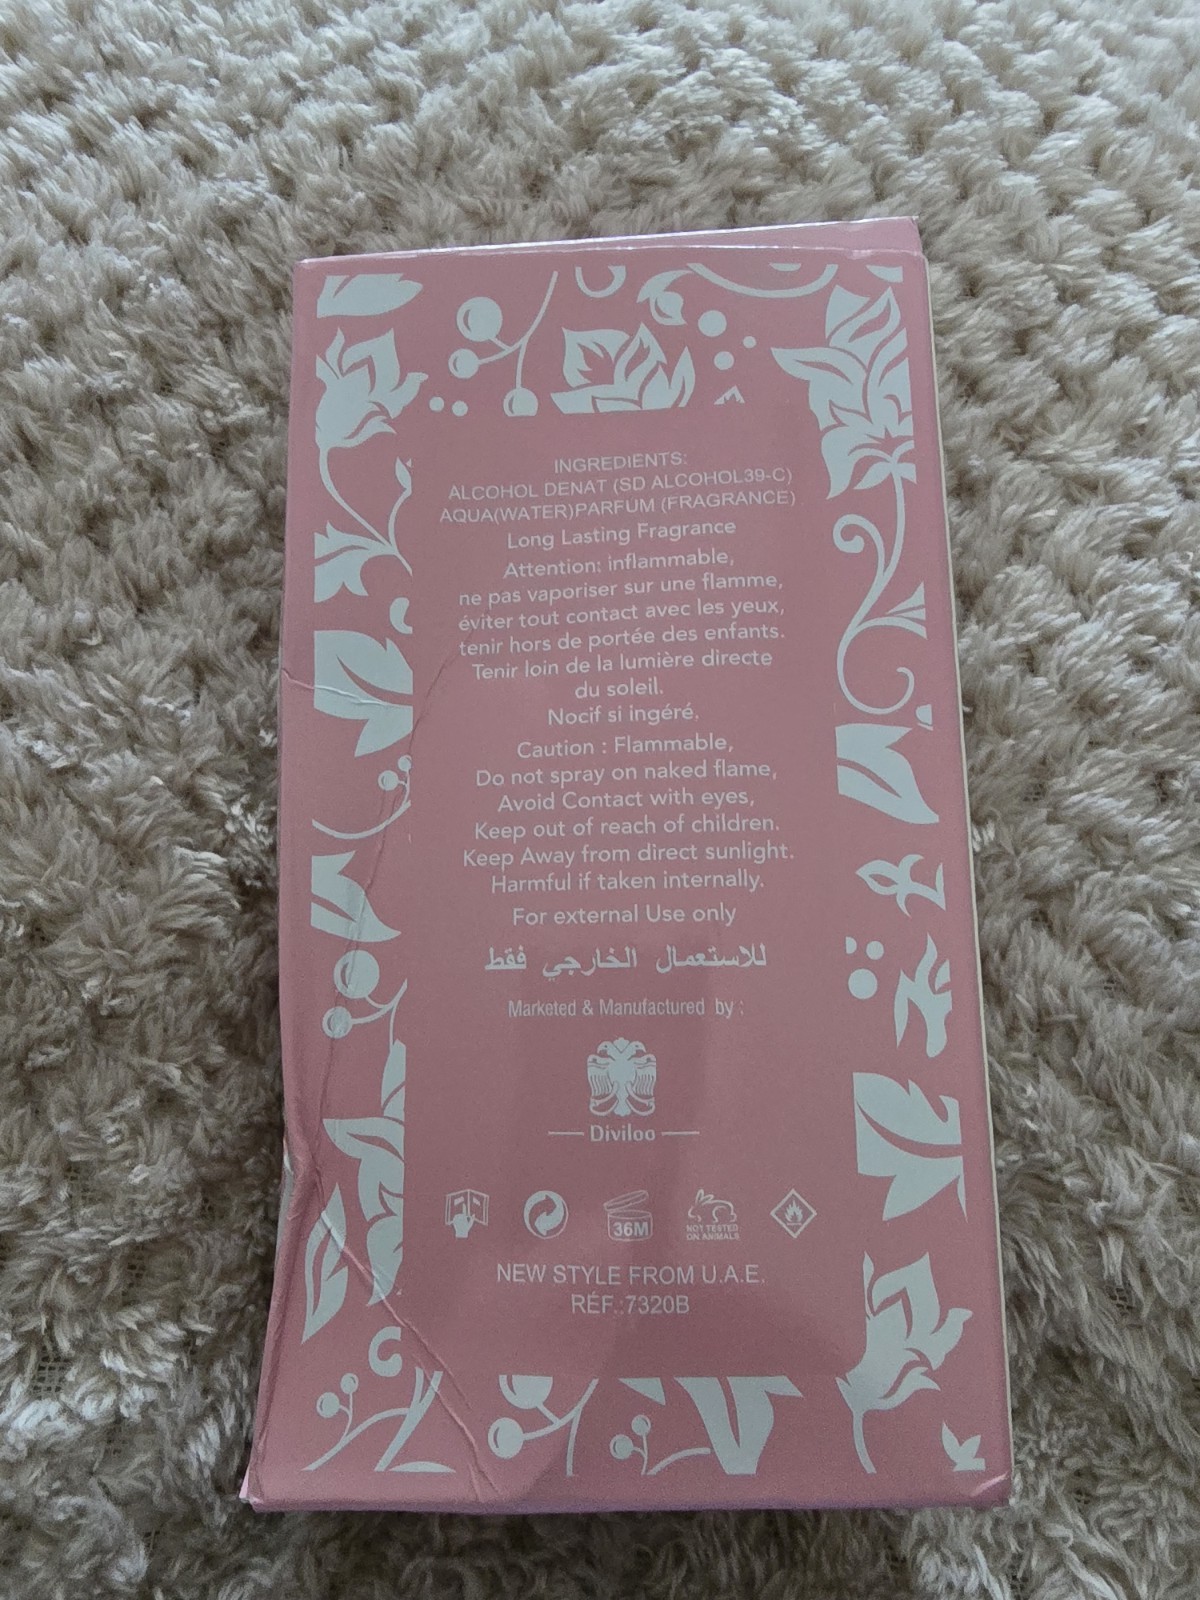 INGREDIENTS:
ALCOHOL DENAT (SD ALCOHOL39-C)
AQUA(WATER)PARFUM (FRAGRANCE)
Long Lasting Fragrance
Attention: inflammable,
ne pas vaporiser sur une flamme,
éviter tout contact avec les yeux,
tenir hors de portée des enfants.
Tenir loin de la lumière directe
du soleil.
Nocif si ingéré.
Caution : Flammable,
Do not spray on naked flame,
Avoid Contact with eyes,
Keep out of reach of children.
Keep Away from direct sunlight.
Harmful if taken internally.
For external Use only
للاستعمال الخارجي فقط
Marketed & Manufactured by :
Diviloo
36M
NOT TESTED
ON ANIMALS
NEW STYLE FROM U.A.E.
RÉF.:7320B